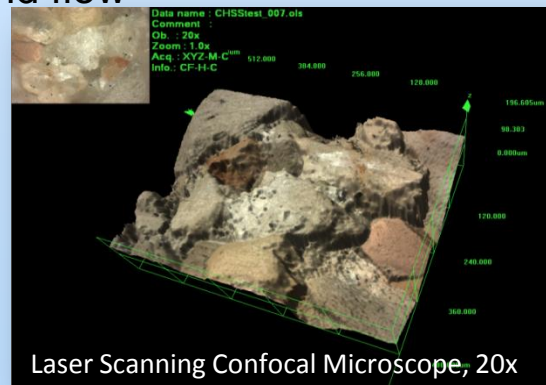 Data name : CHSStest_007.ols
Comment :
Ob. : 20x
Zoom : 1.0x
Acq. : XYZ-M-C
Info.: CF-H-C
um
512.000
384.000
256.000
128.000
z
196.605um
98.303
0.000um
120.000
240.000
360.000
Laser Scanning Confocal Microscope, 20x